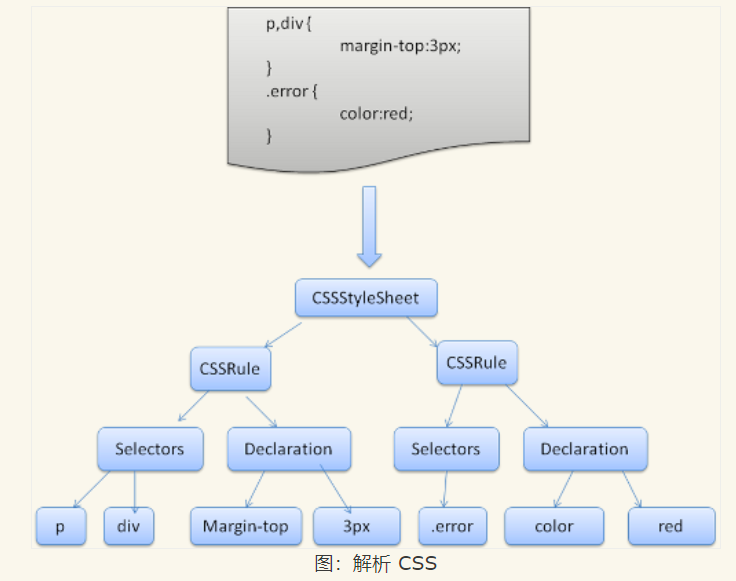 p,div {
margin-top:3px;
}
.error {
color:red;
}
CSSStyleSheet
CSSRule
CSSRule
Selectors
Declaration
Selectors
Declaration
p
div
Margin-top
3px
.error
color
red
图：解析 CSS